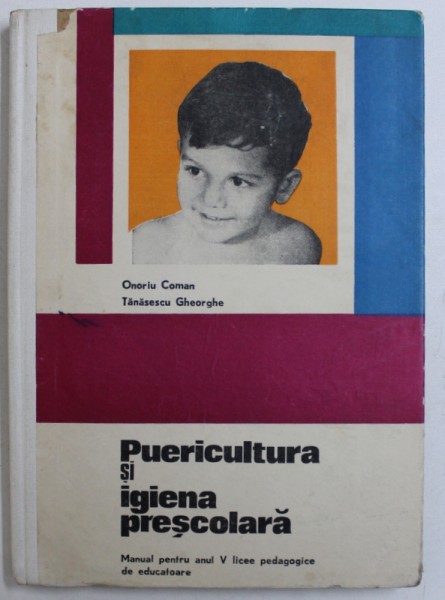 Onoriu Coman
Tănăsescu Gheorghe
Puericultura
și
igiena
preșcolară
Manual pentru anul V licee pedagogice
de educatoare